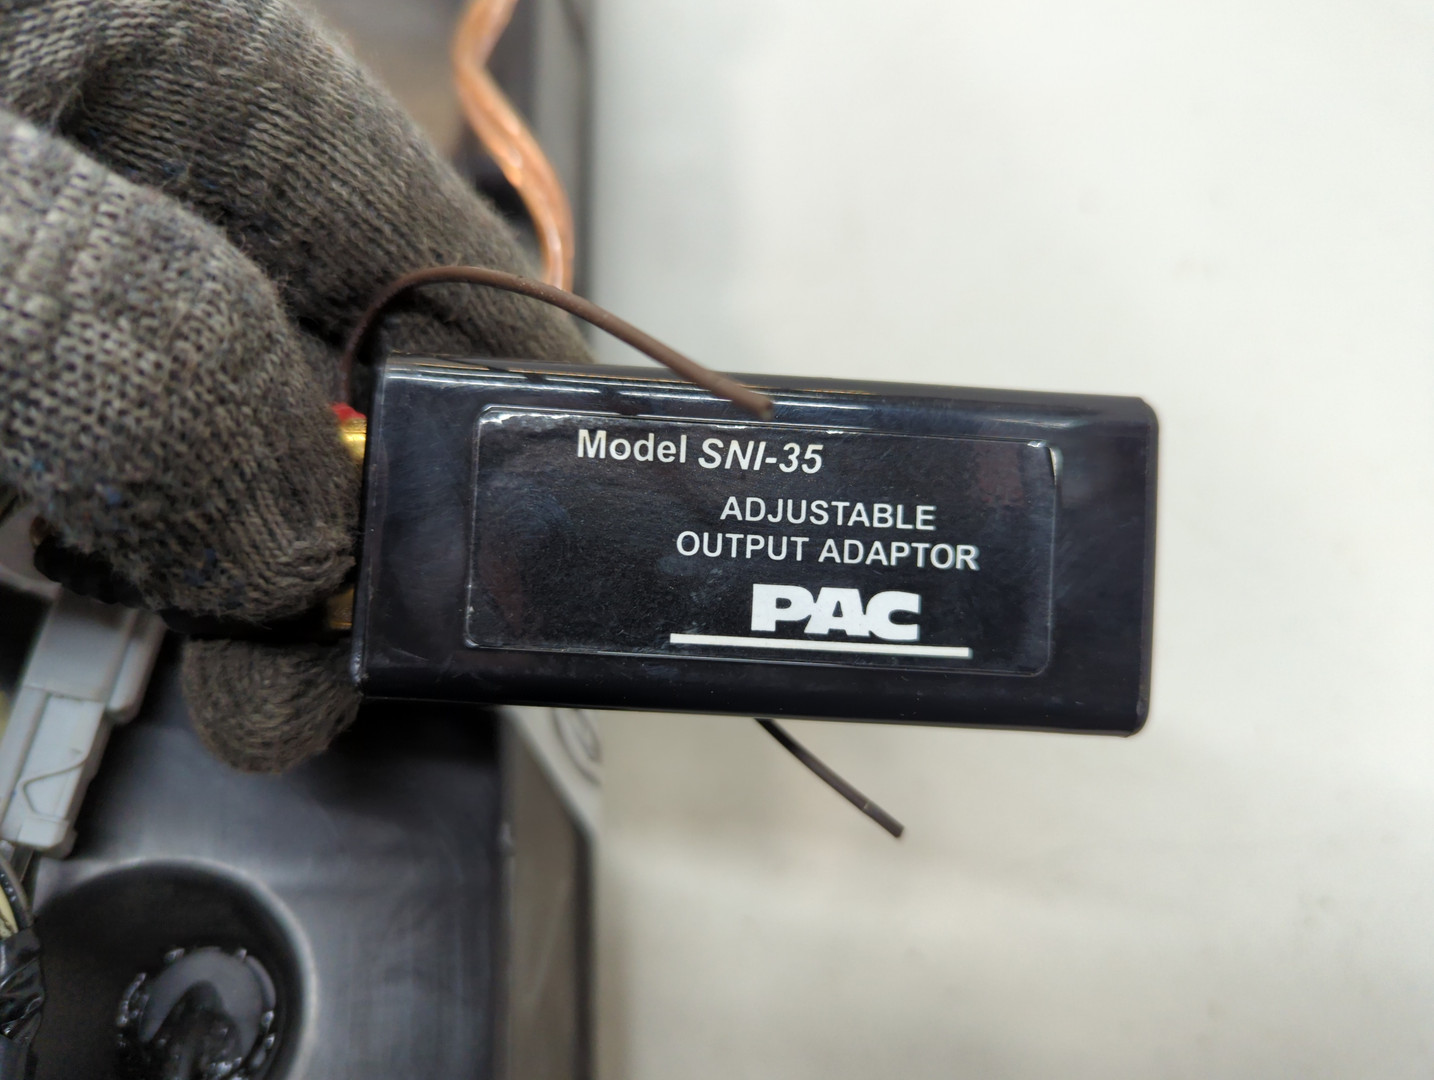 Model SNI-35
ADJUSTABLE
OUTPUT ADAPTOR
PAC